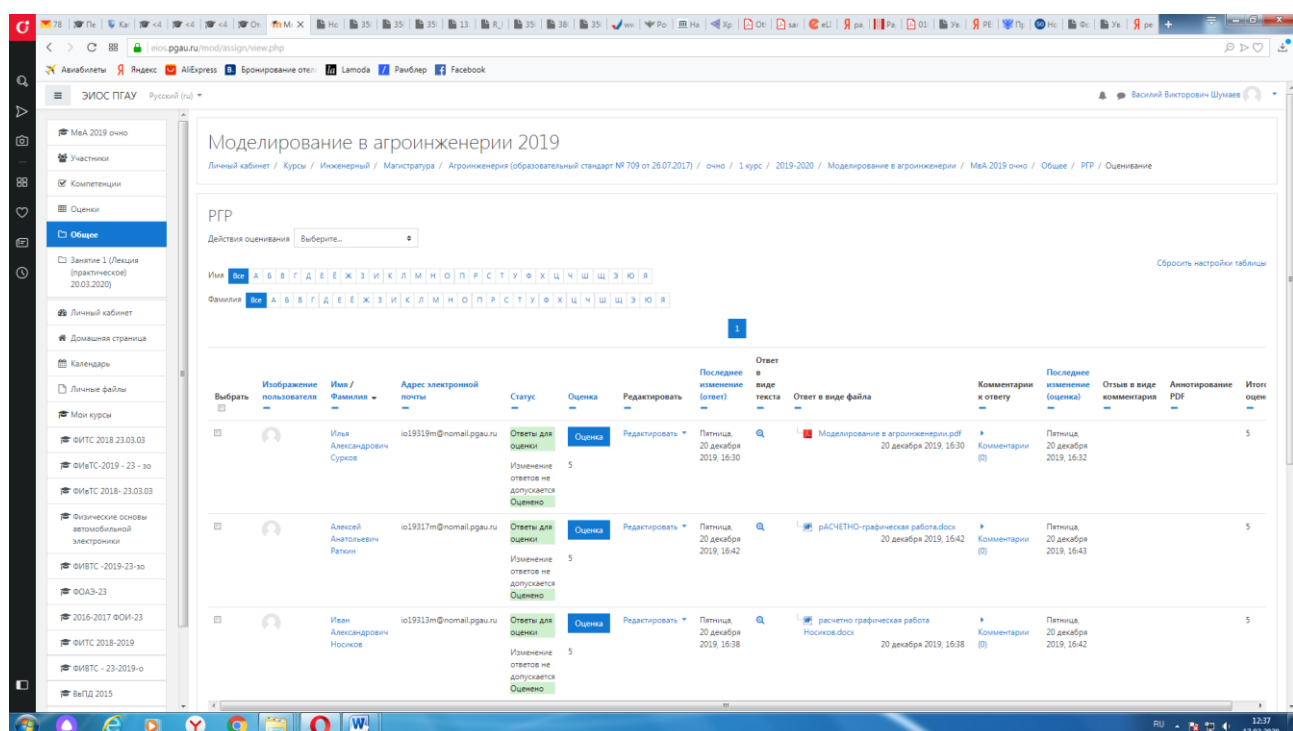 eios.pgau.ru/mod/assign/view.php
Авиабилеты Яндекс AliExpress Бронирование отел Lamoda Рамблер Facebook
ЭИОС ПГАУ Русский (ru)
Василий Викторович Шумаев
МвА 2019 очно
Участники
Компетенции
Оценки
Общее
Занятие 1 (Лекция
(практическое)
20.03.2020)
Личный кабинет
Домашняя страница
Календарь
Личные файлы
Мои курсы
ФИТС 2018 23.03.03
ФИвТС-2019 - 23 - зо
ФИвТС 2018- 23.03.03
Физические основы
автомобильной
электроники
ФИВТС -2019-23-зо
ФОАЭ-23
2016-2017 ФОИ-23
ФИТС 2018-2019
ФИВТС - 23-2019-о
ВвПД 2015
Моделирование в агроинженерии 2019
Личный кабинет / Курсы / Инженерный / Магистратура / Агроинженерия (образовательный стандарт № 709 от 26.07.2017) / очно / 1 курс / 2019-2020 / Моделирование в агроинженерии / МвА 2019 очно / Общее / РГР / Оценивание
РГР
Действия оценивания Выберите...
Сбросить настройки таблицы
Имя Все А Б В Г Д Е Ё Ж З И К Л М Н О П Р С Т У Ф Х Ц Ч Ш Щ Э Ю Я
Фамилия Все А Б В Г Д Е Ё Ж З И К Л М Н О П Р С Т У Ф Х Ц Ч Ш Щ Э Ю Я
1
Выбрать
Изображение
пользователя
Имя /
Фамилия
Адрес электронной
почты
Статус
Оценка
Редактировать
Последнее
изменение
(ответ)
Ответ
в
виде
текста
Ответ в виде файла
Комментарии
к ответу
Последнее
изменение
(оценка)
Отзыв в виде
комментария
Аннотирование
PDF
Илья
Александрович
Сурков
io19319m@nomail.pgau.ru
Ответы для
оценки
Изменение
ответов не
допускается
Оценено
Оценка
5
Редактировать
Пятница,
20 декабря
2019, 16:30
Моделирование в агроинженерии.pdf
20 декабря 2019, 16:30
Комментарии
(0)
Пятница,
20 декабря
2019, 16:32
5
Алексей
Анатольевич
Раткин
io19317m@nomail.pgau.ru
Ответы для
оценки
Изменение
ответов не
допускается
Оценено
Оценка
5
Редактировать
Пятница,
20 декабря
2019, 16:42
рАСЧЕТНО-графическая работа.docx
20 декабря 2019, 16:42
Комментарии
(0)
Пятница,
20 декабря
2019, 16:43
5
Иван
Александрович
Носиков
io19313m@nomail.pgau.ru
Ответы для
оценки
Изменение
ответов не
допускается
Оценено
Оценка
5
Редактировать
Пятница,
20 декабря
2019, 16:38
расчетно графическая работа
Носиков.docx
20 декабря 2019, 16:38
Комментарии
(0)
Пятница,
20 декабря
2019, 16:42
5
RU
12:37